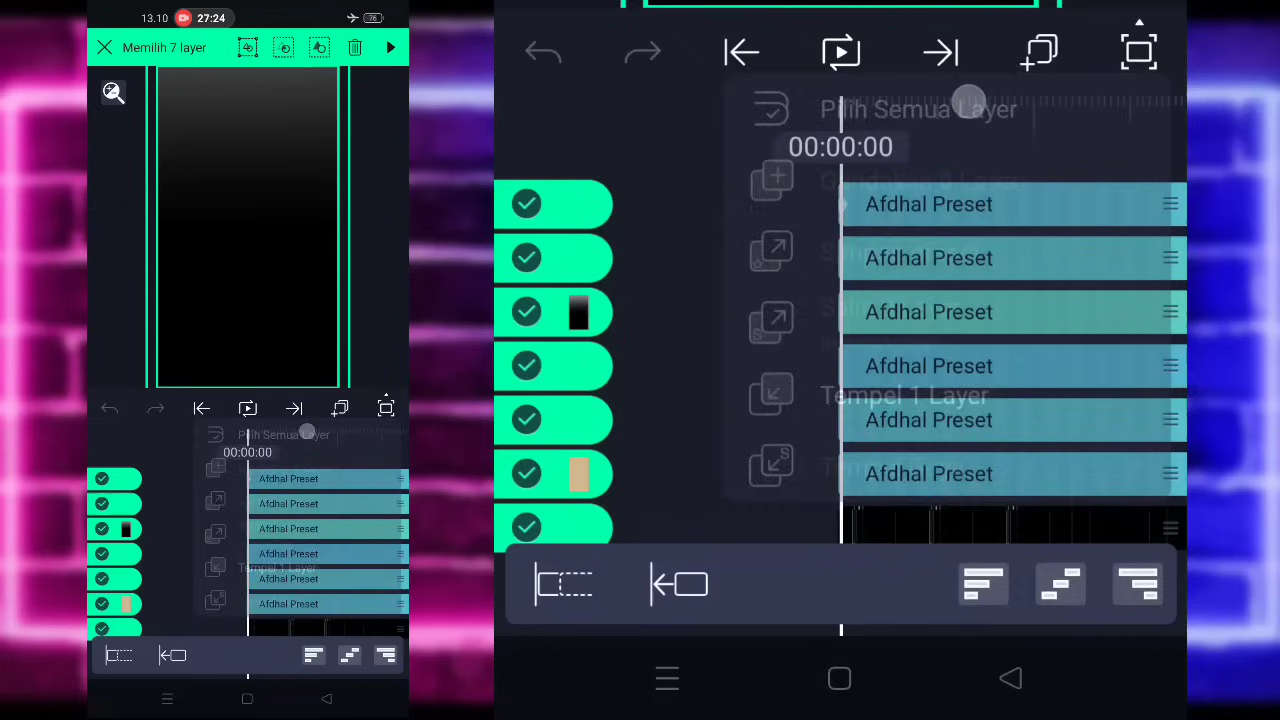 13.10
27:24
76
Memilih 7 layer
Pilih Semua Layer
00:00:00
Afdhal Preset
Afdhal Preset
Afdhal Preset
Afdhal Preset
Tempel 1 Layer
Afdhal Preset
Afdhal Preset
Pilih Semua Layer
00:00:00
Afdhal Preset
Afdhal Preset
Afdhal Preset
Afdhal Preset
Tempel 1 Layer
Afdhal Preset
Afdhal Preset